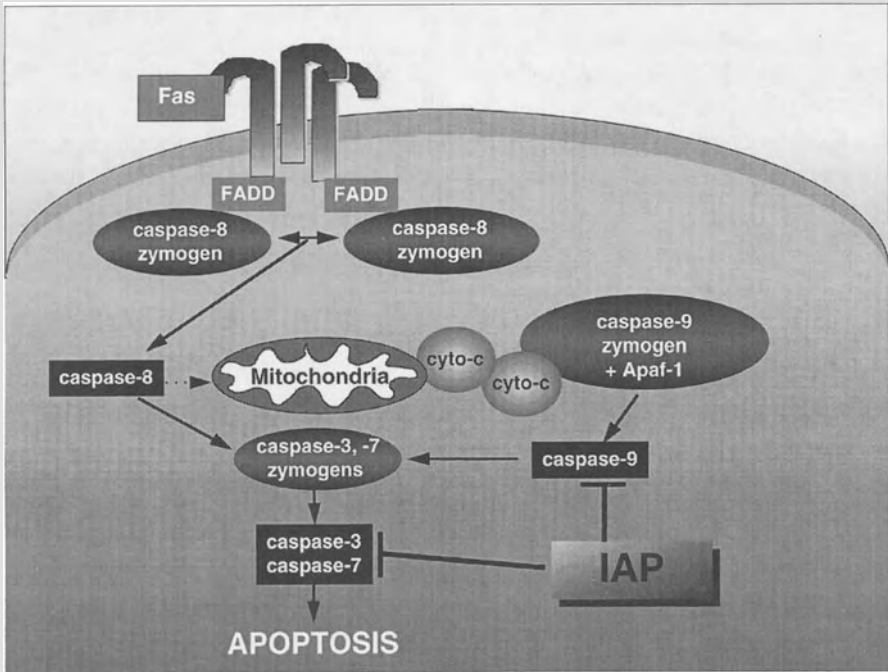 Fas
FADD
FADD
caspase-8
zymogen
caspase-8
zymogen
caspase-9
zymogen
+ Apaf-1
cyto-c
cyto-c
caspase-8
Mitochondria
caspase-3, -7
zymogens
caspase-9
caspase-3
caspase-7
IAP
APOPTOSIS